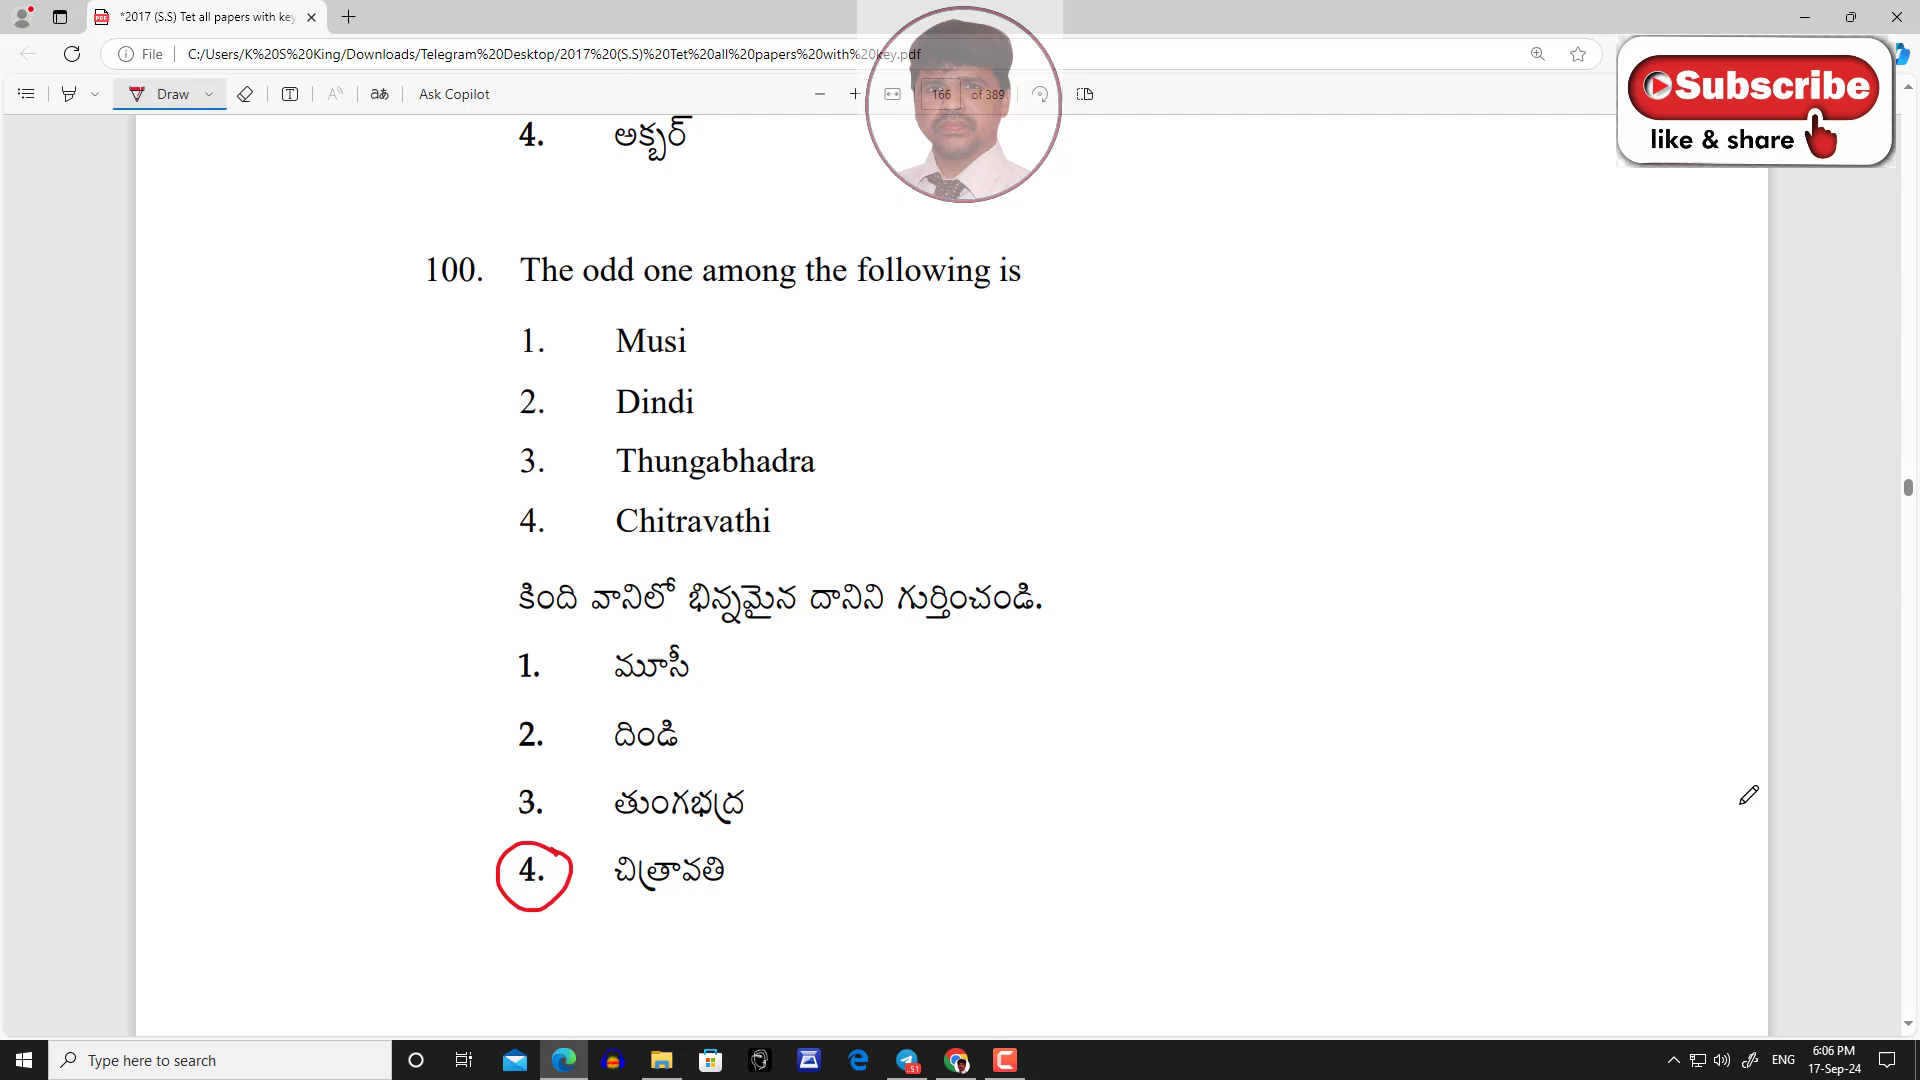 *2017 (S.S) Tet all papers with key
File
C:/Users/K%20S%20King/Downloads/Telegram%20Desktop/2017%20(S.S)%20Tet%20all%20papers%20with%20key.pdf
Draw
Ask Copilot
166 of 389
Subscribe
like & share
4. అక్బర్
100. The odd one among the following is
1. Musi
2. Dindi
3. Thungabhadra
4. Chitravathi
కింది వానిలో భిన్నమైన దానిని గుర్తించండి.
1. మూసీ
2. దిండి
3. తుంగభద్ర
4. చిత్రావతి
Type here to search
51
ENG
6:06 PM
17-Sep-24